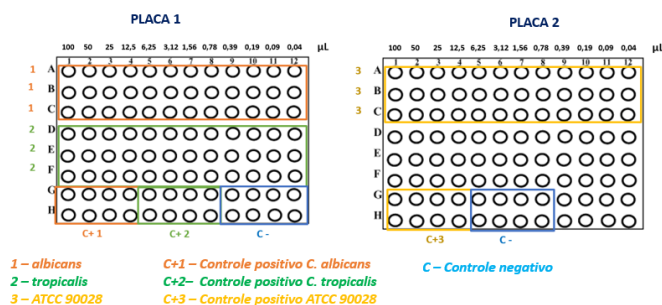 PLACA 1
PLACA 2
100 50 25 12,5 6,25 3,12 1,56 0,78 0,39 0,19 0,09 0,04 µL
1 2 3 4 5 6 7 8 9 10 11 12
1 A
1 B
1 C
2 D
2 E
2 F
G
H
C+ 1 C+ 2 C -
100 50 25 12,5 6,25 3,12 1,56 0,78 0,39 0,19 0,09 0,04 µL
1 2 3 4 5 6 7 8 9 10 11 12
3 A
3 B
3 C
D
E
F
G
H
C+3 C -
1 – albicans
2 – tropicalis
3 – ATCC 90028
C+1 – Controle positivo C. albicans
C+2– Controle positivo C. tropicalis
C+3 – Controle positivo ATCC 90028
C – Controle negativo